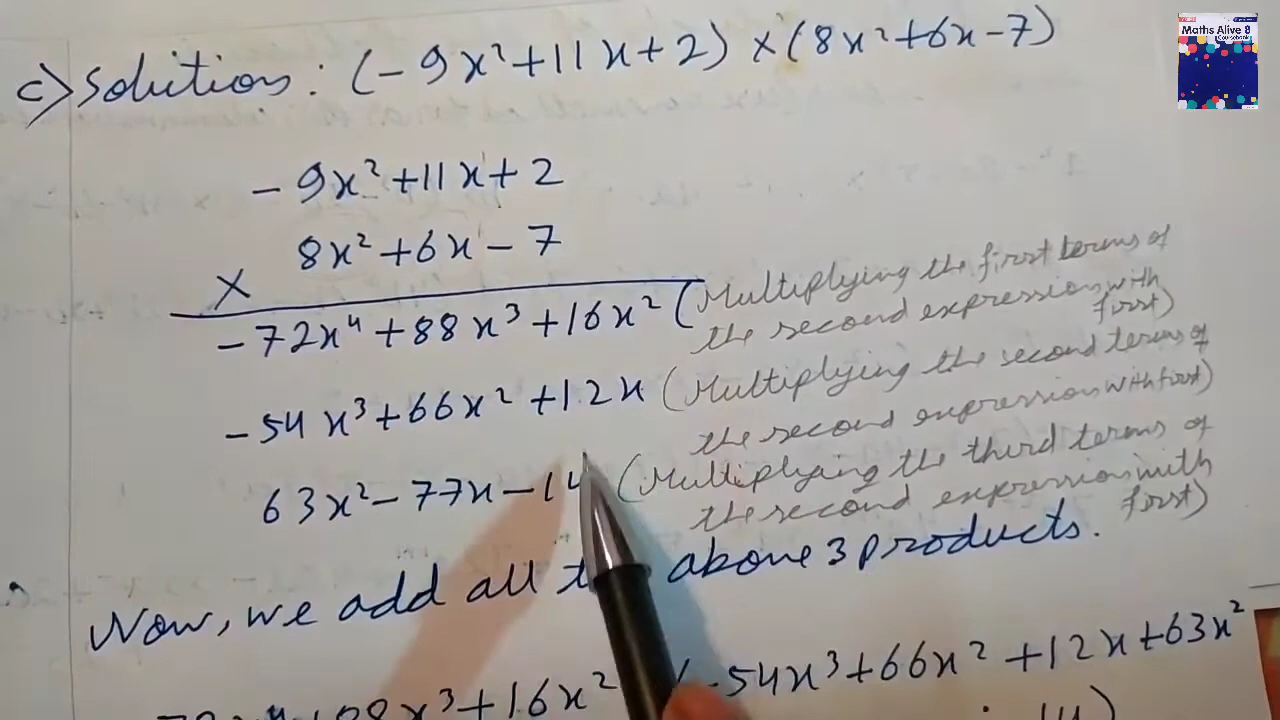 Maths Alive 8
Coursebook
c) Solutions : (-9x²+11x+2) × (8x²+6x-7)
-9x²+11x+2
8x²+6x-7
×
-72x⁴+88x³+16x² (Multiplying the first terms of
the second expression with
first)
-54x³+66x²+12x (Multiplying the second terms of
the second expression with first)
63x²-77x-14 (Multiplying the third terms of
the second expression with
first)
Now, we add all above 3 products.
x³+16x² -54x³+66x²+12x+63x²